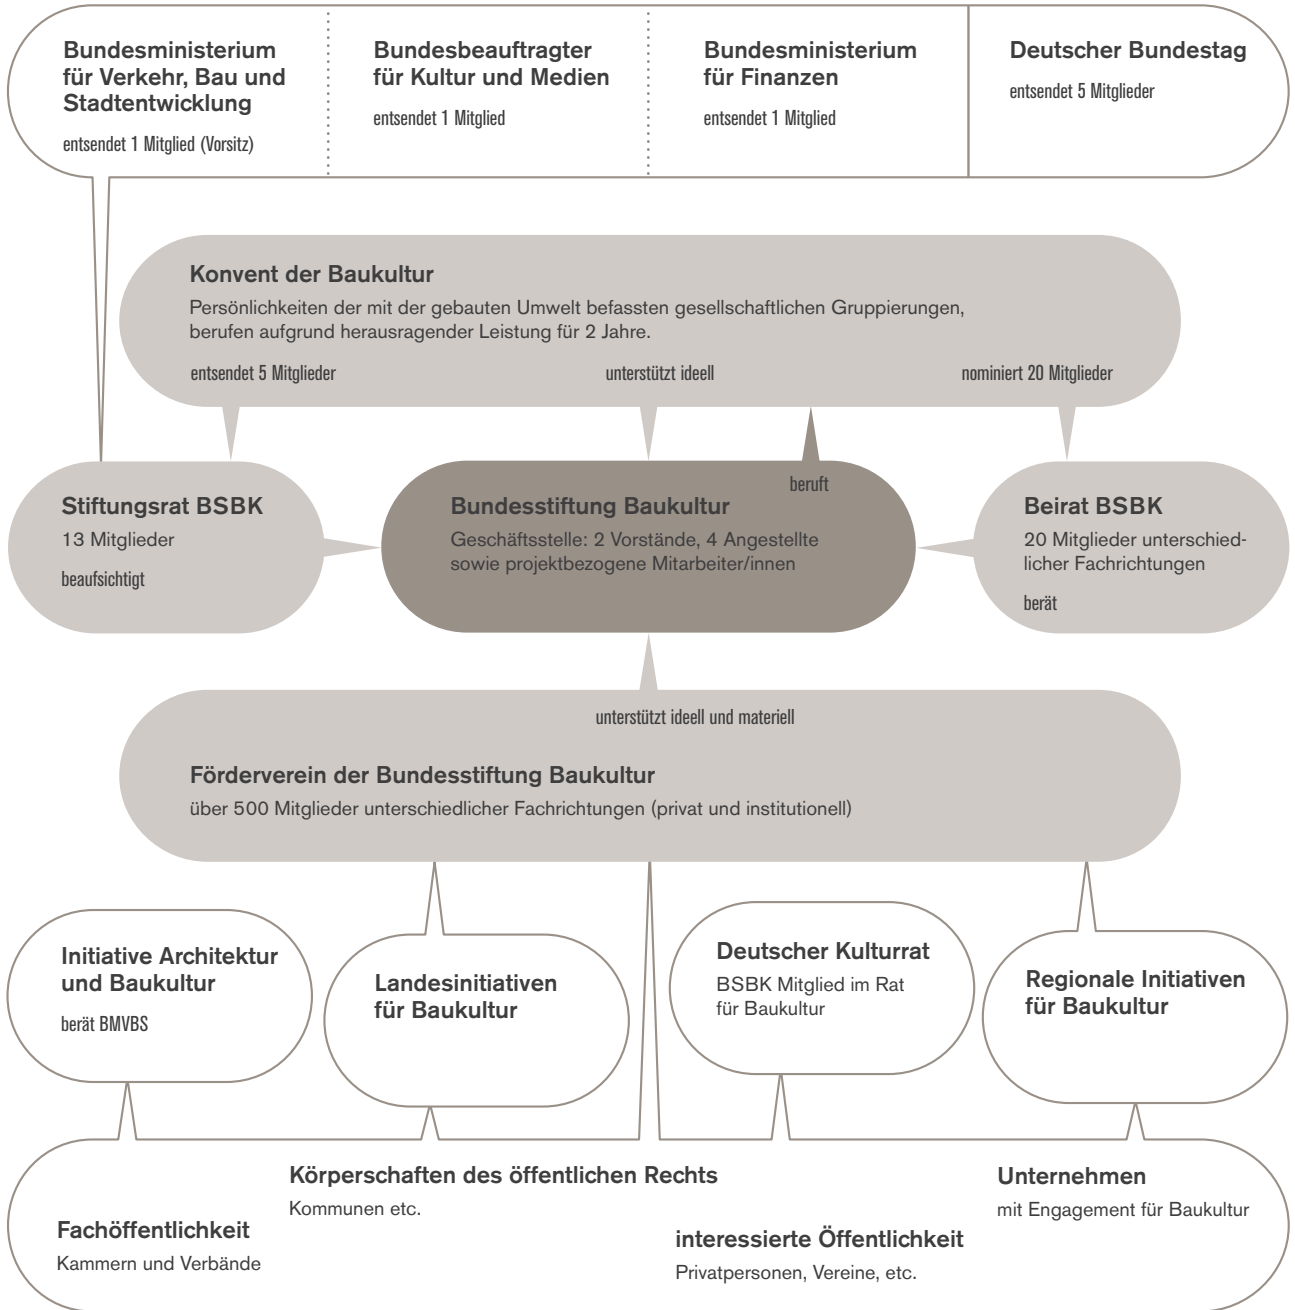 Bundesministerium
für Verkehr, Bau und
Stadtentwicklung
entsendet 1 Mitglied (Vorsitz)
Bundesbeauftragter
für Kultur und Medien
entsendet 1 Mitglied
Bundesministerium
für Finanzen
entsendet 1 Mitglied
Deutscher Bundestag
entsendet 5 Mitglieder
Konvent der Baukultur
Persönlichkeiten der mit der gebauten Umwelt befassten gesellschaftlichen Gruppierungen,
berufen aufgrund herausragender Leistung für 2 Jahre.
entsendet 5 Mitglieder
unterstützt ideell
nominiert 20 Mitglieder
Stiftungsrat BSBK
13 Mitglieder
beaufsichtigt
beruft
Bundesstiftung Baukultur
Geschäftsstelle: 2 Vorstände, 4 Angestellte
sowie projektbezogene Mitarbeiter/innen
Beirat BSBK
20 Mitglieder unterschied-
licher Fachrichtungen
berät
unterstützt ideell und materiell
Förderverein der Bundesstiftung Baukultur
über 500 Mitglieder unterschiedlicher Fachrichtungen (privat und institutionell)
Initiative Architektur
und Baukultur
berät BMVBS
Landesinitiativen
für Baukultur
Deutscher Kulturrat
BSBK Mitglied im Rat
für Baukultur
Regionale Initiativen
für Baukultur
Fachöffentlichkeit
Kammern und Verbände
Körperschaften des öffentlichen Rechts
Kommunen etc.
interessierte Öffentlichkeit
Privatpersonen, Vereine, etc.
Unternehmen
mit Engagement für Baukultur